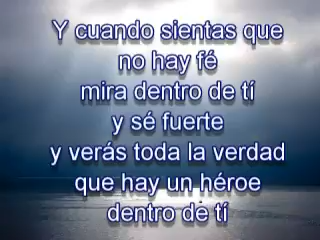 Y cuando sientas que
no hay fé
mira dentro de tí
y sé fuerte
y verás toda la verdad
que hay un héroe
dentro de tí